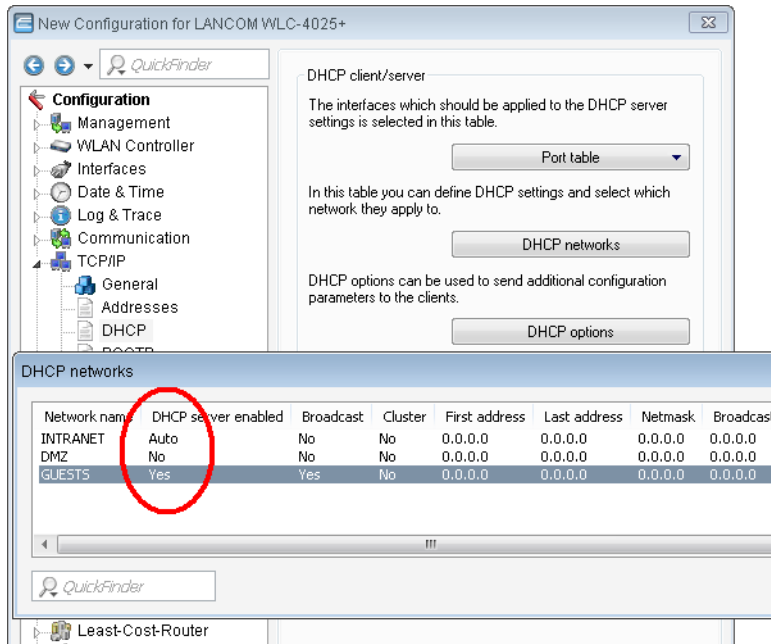 New Configuration for LANCOM WLC-4025+
QuickFinder
Configuration
Management
WLAN Controller
Interfaces
Date & Time
Log & Trace
Communication
TCP/IP
General
Addresses
DHCP
DHCP client/server
The interfaces which should be applied to the DHCP server
settings is selected in this table.
Port table
In this table you can define DHCP settings and select which
network they apply to.
DHCP networks
DHCP options can be used to send additional configuration
parameters to the clients.
DHCP options
DHCP networks
Network name DHCP server enabled Broadcast Cluster First address Last address Netmask Broadcast
INTRANET Auto No No 0.0.0.0 0.0.0.0 0.0.0.0 0.0.0.0
DMZ No No No 0.0.0.0 0.0.0.0 0.0.0.0 0.0.0.0
GUESTS Yes Yes No 0.0.0.0 0.0.0.0 0.0.0.0 0.0.0.0
QuickFinder
Least-Cost-Router